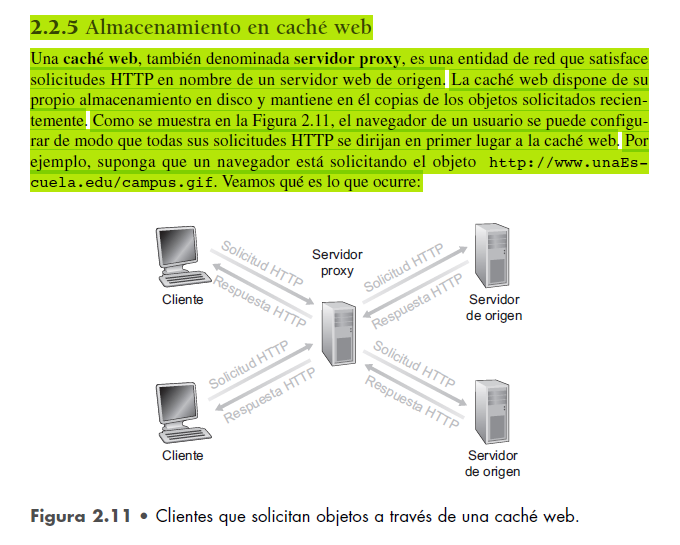 2.2.5 Almacenamiento en caché web
Una caché web, también denominada servidor proxy, es una entidad de red que satisface
solicitudes HTTP en nombre de un servidor web de origen. La caché web dispone de su
propio almacenamiento en disco y mantiene en él copias de los objetos solicitados recien-
temente. Como se muestra en la Figura 2.11, el navegador de un usuario se puede configu-
rar de modo que todas sus solicitudes HTTP se dirijan en primer lugar a la caché web. Por
ejemplo, suponga que un navegador está solicitando el objeto http://www.unaEs-
cuela.edu/campus.gif. Veamos qué es lo que ocurre:
Solicitud HTTP
Respuesta HTTP
Cliente
Servidor
proxy
Solicitud HTTP
Respuesta HTTP
Servidor
de origen
Solicitud HTTP
Respuesta HTTP
Cliente
Solicitud HTTP
Respuesta HTTP
Servidor
de origen
Figura 2.11 • Clientes que solicitan objetos a través de una caché web.